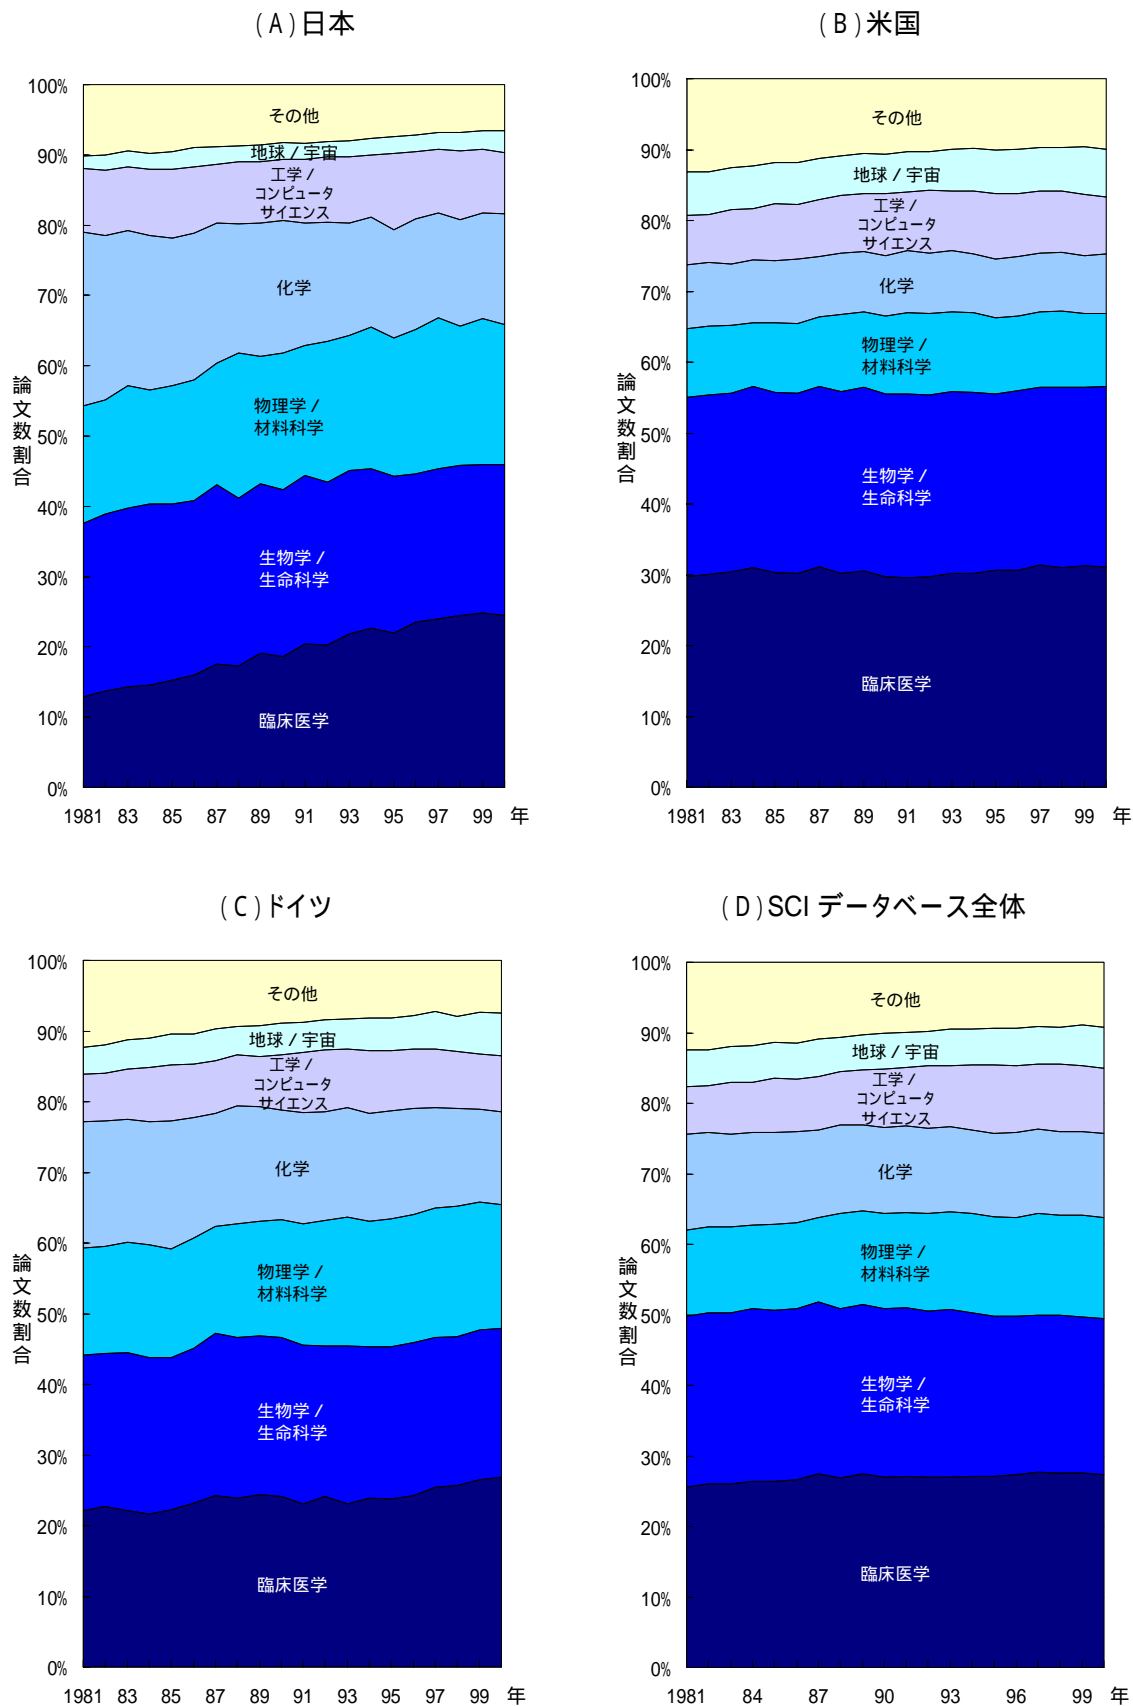 (A)日本
100%
90%
80%
70%
60%
50%
40%
30%
20%
10%
0%
論文数割合
その他
地球/宇宙
工学/
コンピュータ
サイエンス
化学
物理学/
材料科学
生物学/
生命科学
臨床医学
1981 83 85 87 89 91 93 95 97 99 年
(B)米国
100%
90%
80%
70%
60%
50%
40%
30%
20%
10%
0%
論文数割合
その他
地球/宇宙
工学/
コンピュータ
サイエンス
化学
物理学/
材料科学
生物学/
生命科学
臨床医学
1981 83 85 87 89 91 93 95 97 99 年
(C)ドイツ
100%
90%
80%
70%
60%
50%
40%
30%
20%
10%
0%
論文数割合
その他
地球/宇宙
工学/
コンピュータ
サイエンス
化学
物理学/
材料科学
生物学/
生命科学
臨床医学
1981 83 85 87 89 91 93 95 97 99 年
(D)SCI データベース全体
100%
90%
80%
70%
60%
50%
40%
30%
20%
10%
0%
論文数割合
その他
地球/宇宙
工学/
コンピュータ
サイエンス
化学
物理学/
材料科学
生物学/
生命科学
臨床医学
1981 84 87 90 93 96 99 年